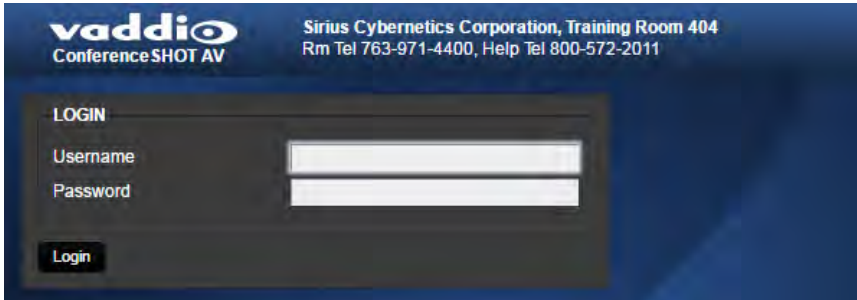 vaddio
ConferenceSHOT AV
Sirius Cybernetics Corporation, Training Room 404
Rm Tel 763-971-4400, Help Tel 800-572-2011
LOGIN
Username
Password
Login